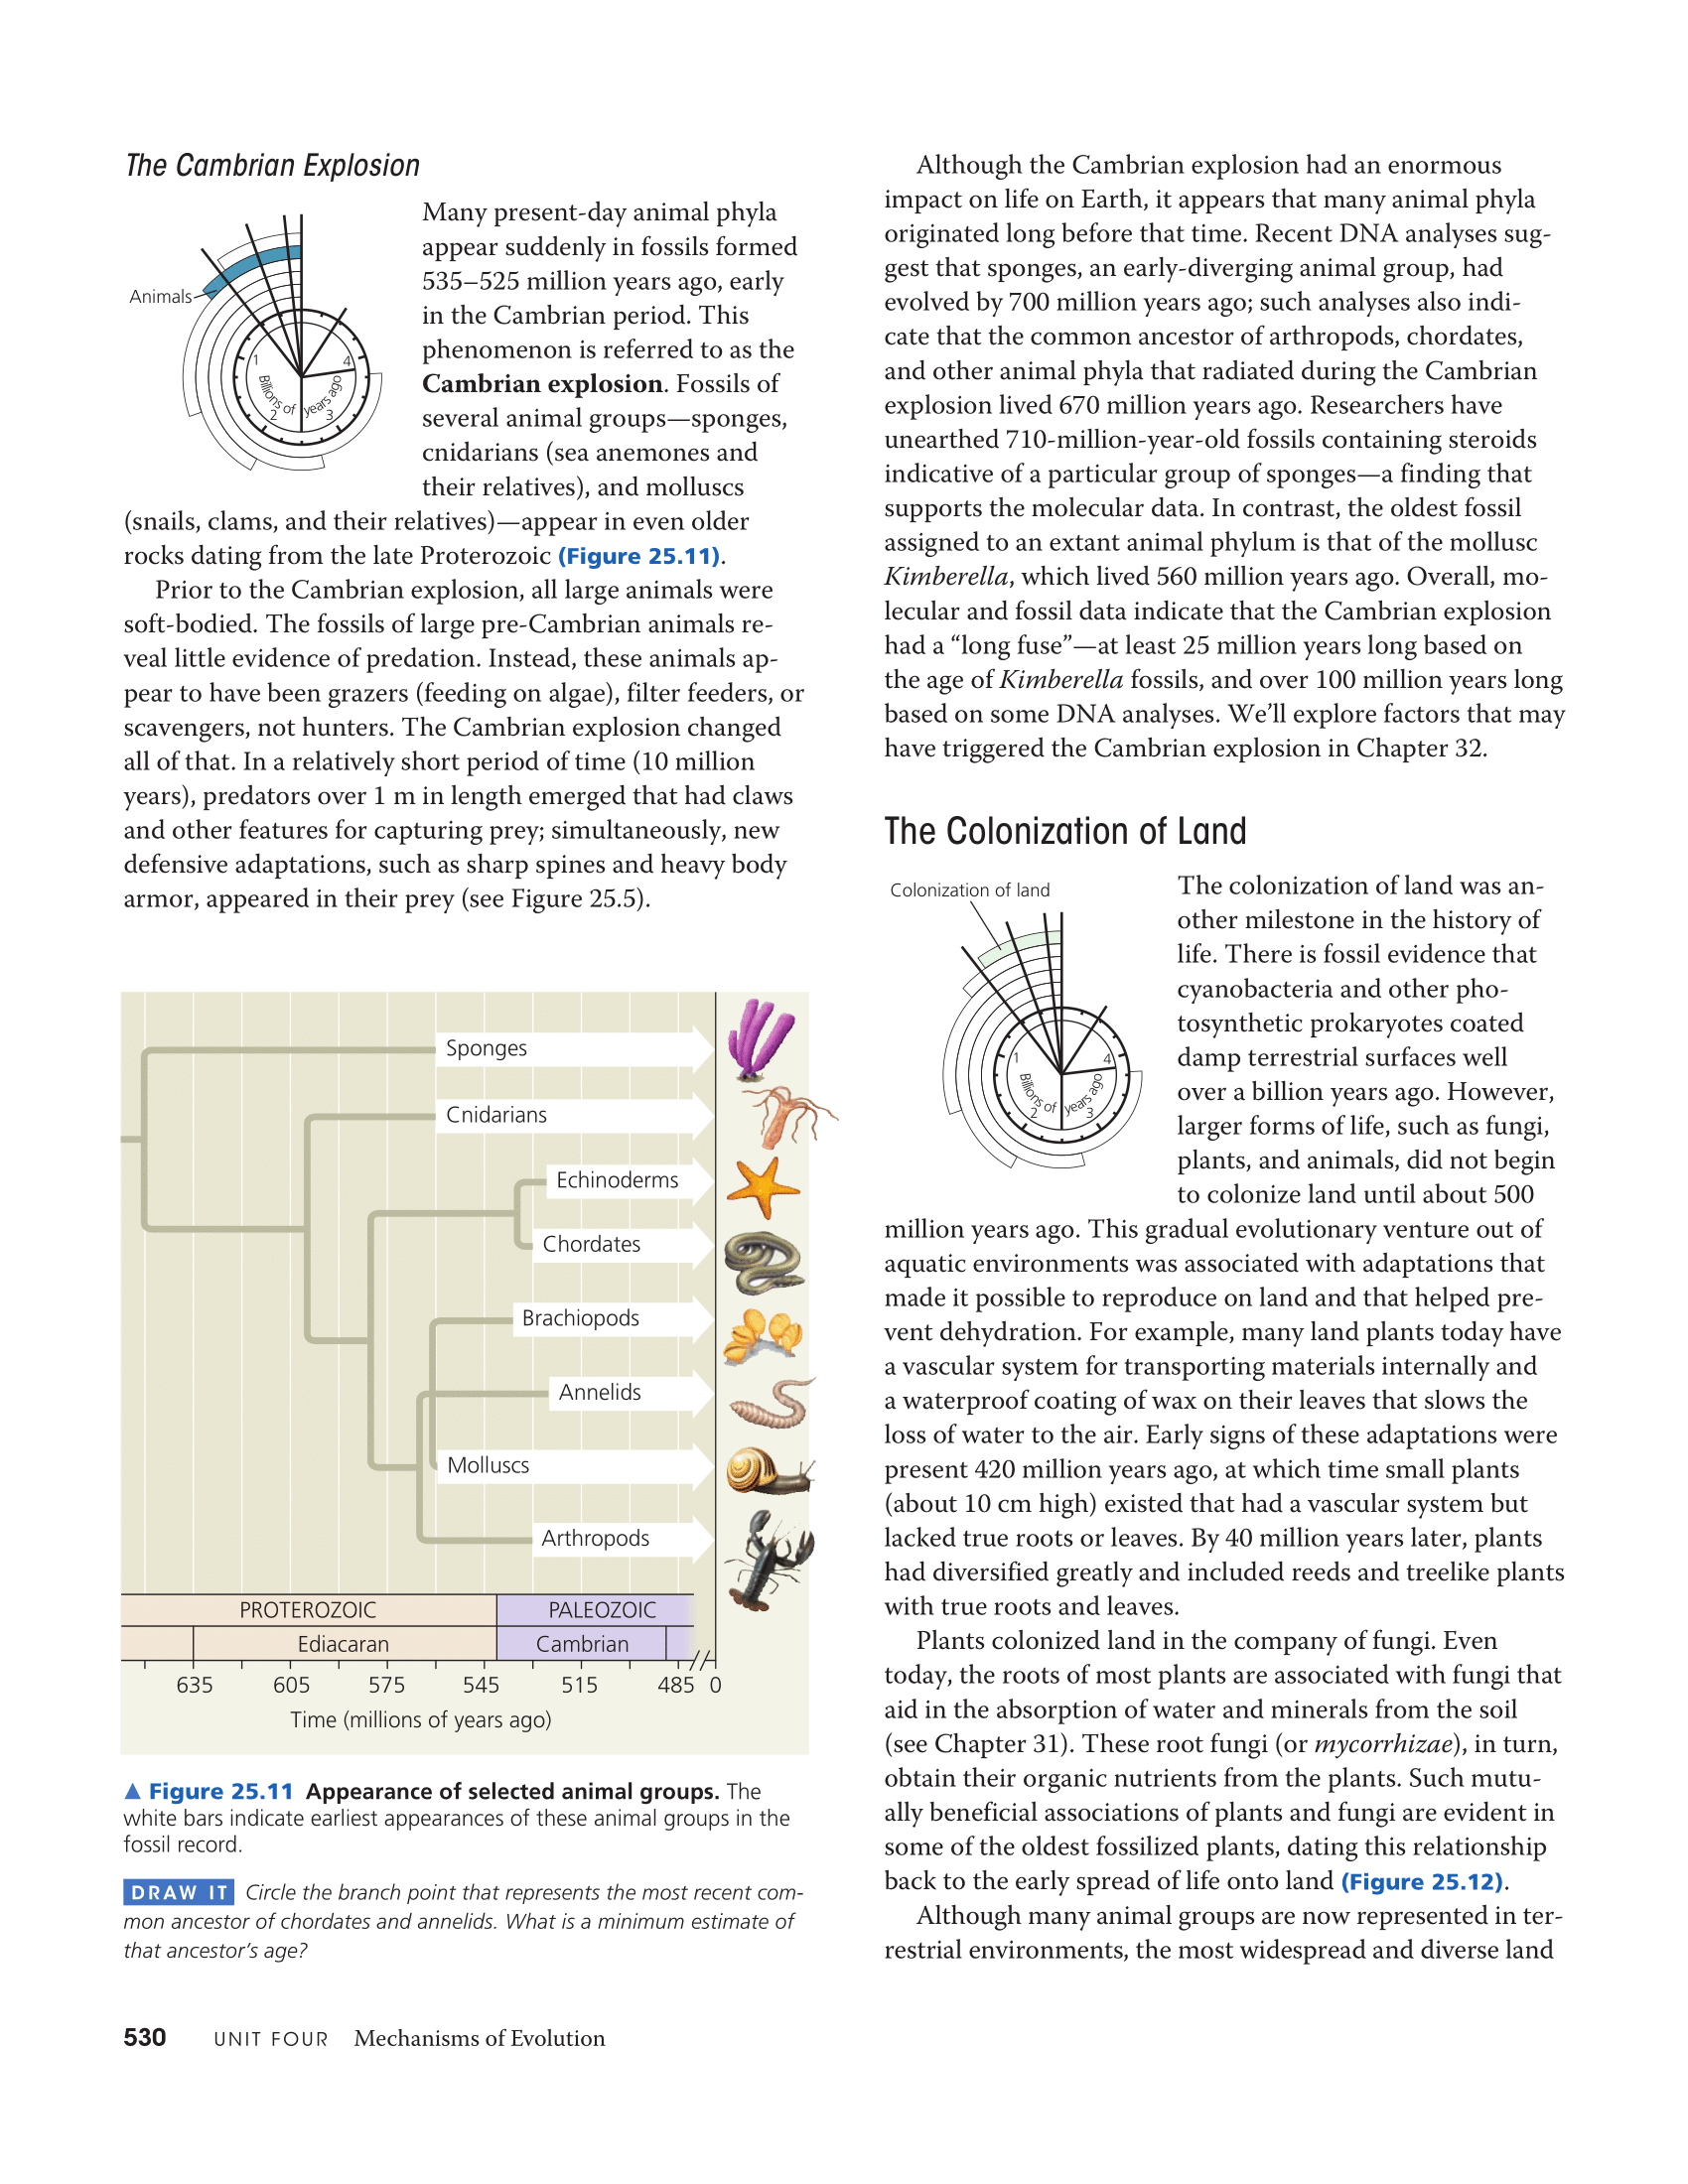 The Cambrian Explosion
Animals
1
4
Billions of years ago
2
3
Many present-day animal phyla
appear suddenly in fossils formed
535–525 million years ago, early
in the Cambrian period. This
phenomenon is referred to as the
Cambrian explosion. Fossils of
several animal groups—sponges,
cnidarians (sea anemones and
their relatives), and molluscs
(snails, clams, and their relatives)—appear in even older
rocks dating from the late Proterozoic (Figure 25.11).
Prior to the Cambrian explosion, all large animals were
soft-bodied. The fossils of large pre-Cambrian animals re-
veal little evidence of predation. Instead, these animals ap-
pear to have been grazers (feeding on algae), filter feeders, or
scavengers, not hunters. The Cambrian explosion changed
all of that. In a relatively short period of time (10 million
years), predators over 1 m in length emerged that had claws
and other features for capturing prey; simultaneously, new
defensive adaptations, such as sharp spines and heavy body
armor, appeared in their prey (see Figure 25.5).
Sponges
Cnidarians
Echinoderms
Chordates
Brachiopods
Annelids
Molluscs
Arthropods
PROTEROZOIC PALEOZOIC
Ediacaran Cambrian
635 605 575 545 515 485 0
Time (millions of years ago)
▲ Figure 25.11 Appearance of selected animal groups. The
white bars indicate earliest appearances of these animal groups in the
fossil record.
DRAW IT Circle the branch point that represents the most recent com-
mon ancestor of chordates and annelids. What is a minimum estimate of
that ancestor's age?
Although the Cambrian explosion had an enormous
impact on life on Earth, it appears that many animal phyla
originated long before that time. Recent DNA analyses sug-
gest that sponges, an early-diverging animal group, had
evolved by 700 million years ago; such analyses also indi-
cate that the common ancestor of arthropods, chordates,
and other animal phyla that radiated during the Cambrian
explosion lived 670 million years ago. Researchers have
unearthed 710-million-year-old fossils containing steroids
indicative of a particular group of sponges—a finding that
supports the molecular data. In contrast, the oldest fossil
assigned to an extant animal phylum is that of the mollusc
Kimberella, which lived 560 million years ago. Overall, mo-
lecular and fossil data indicate that the Cambrian explosion
had a “long fuse”—at least 25 million years long based on
the age of Kimberella fossils, and over 100 million years long
based on some DNA analyses. We'll explore factors that may
have triggered the Cambrian explosion in Chapter 32.
The Colonization of Land
Colonization of land
1
4
Billions of years ago
2
3
The colonization of land was an-
other milestone in the history of
life. There is fossil evidence that
cyanobacteria and other pho-
tosynthetic prokaryotes coated
damp terrestrial surfaces well
over a billion years ago. However,
larger forms of life, such as fungi,
plants, and animals, did not begin
to colonize land until about 500
million years ago. This gradual evolutionary venture out of
aquatic environments was associated with adaptations that
made it possible to reproduce on land and that helped pre-
vent dehydration. For example, many land plants today have
a vascular system for transporting materials internally and
a waterproof coating of wax on their leaves that slows the
loss of water to the air. Early signs of these adaptations were
present 420 million years ago, at which time small plants
(about 10 cm high) existed that had a vascular system but
lacked true roots or leaves. By 40 million years later, plants
had diversified greatly and included reeds and treelike plants
with true roots and leaves.
Plants colonized land in the company of fungi. Even
today, the roots of most plants are associated with fungi that
aid in the absorption of water and minerals from the soil
(see Chapter 31). These root fungi (or mycorrhizae), in turn,
obtain their organic nutrients from the plants. Such mutu-
ally beneficial associations of plants and fungi are evident in
some of the oldest fossilized plants, dating this relationship
back to the early spread of life onto land (Figure 25.12).
Although many animal groups are now represented in ter-
restrial environments, the most widespread and diverse land
530 UNIT FOUR Mechanisms of Evolution